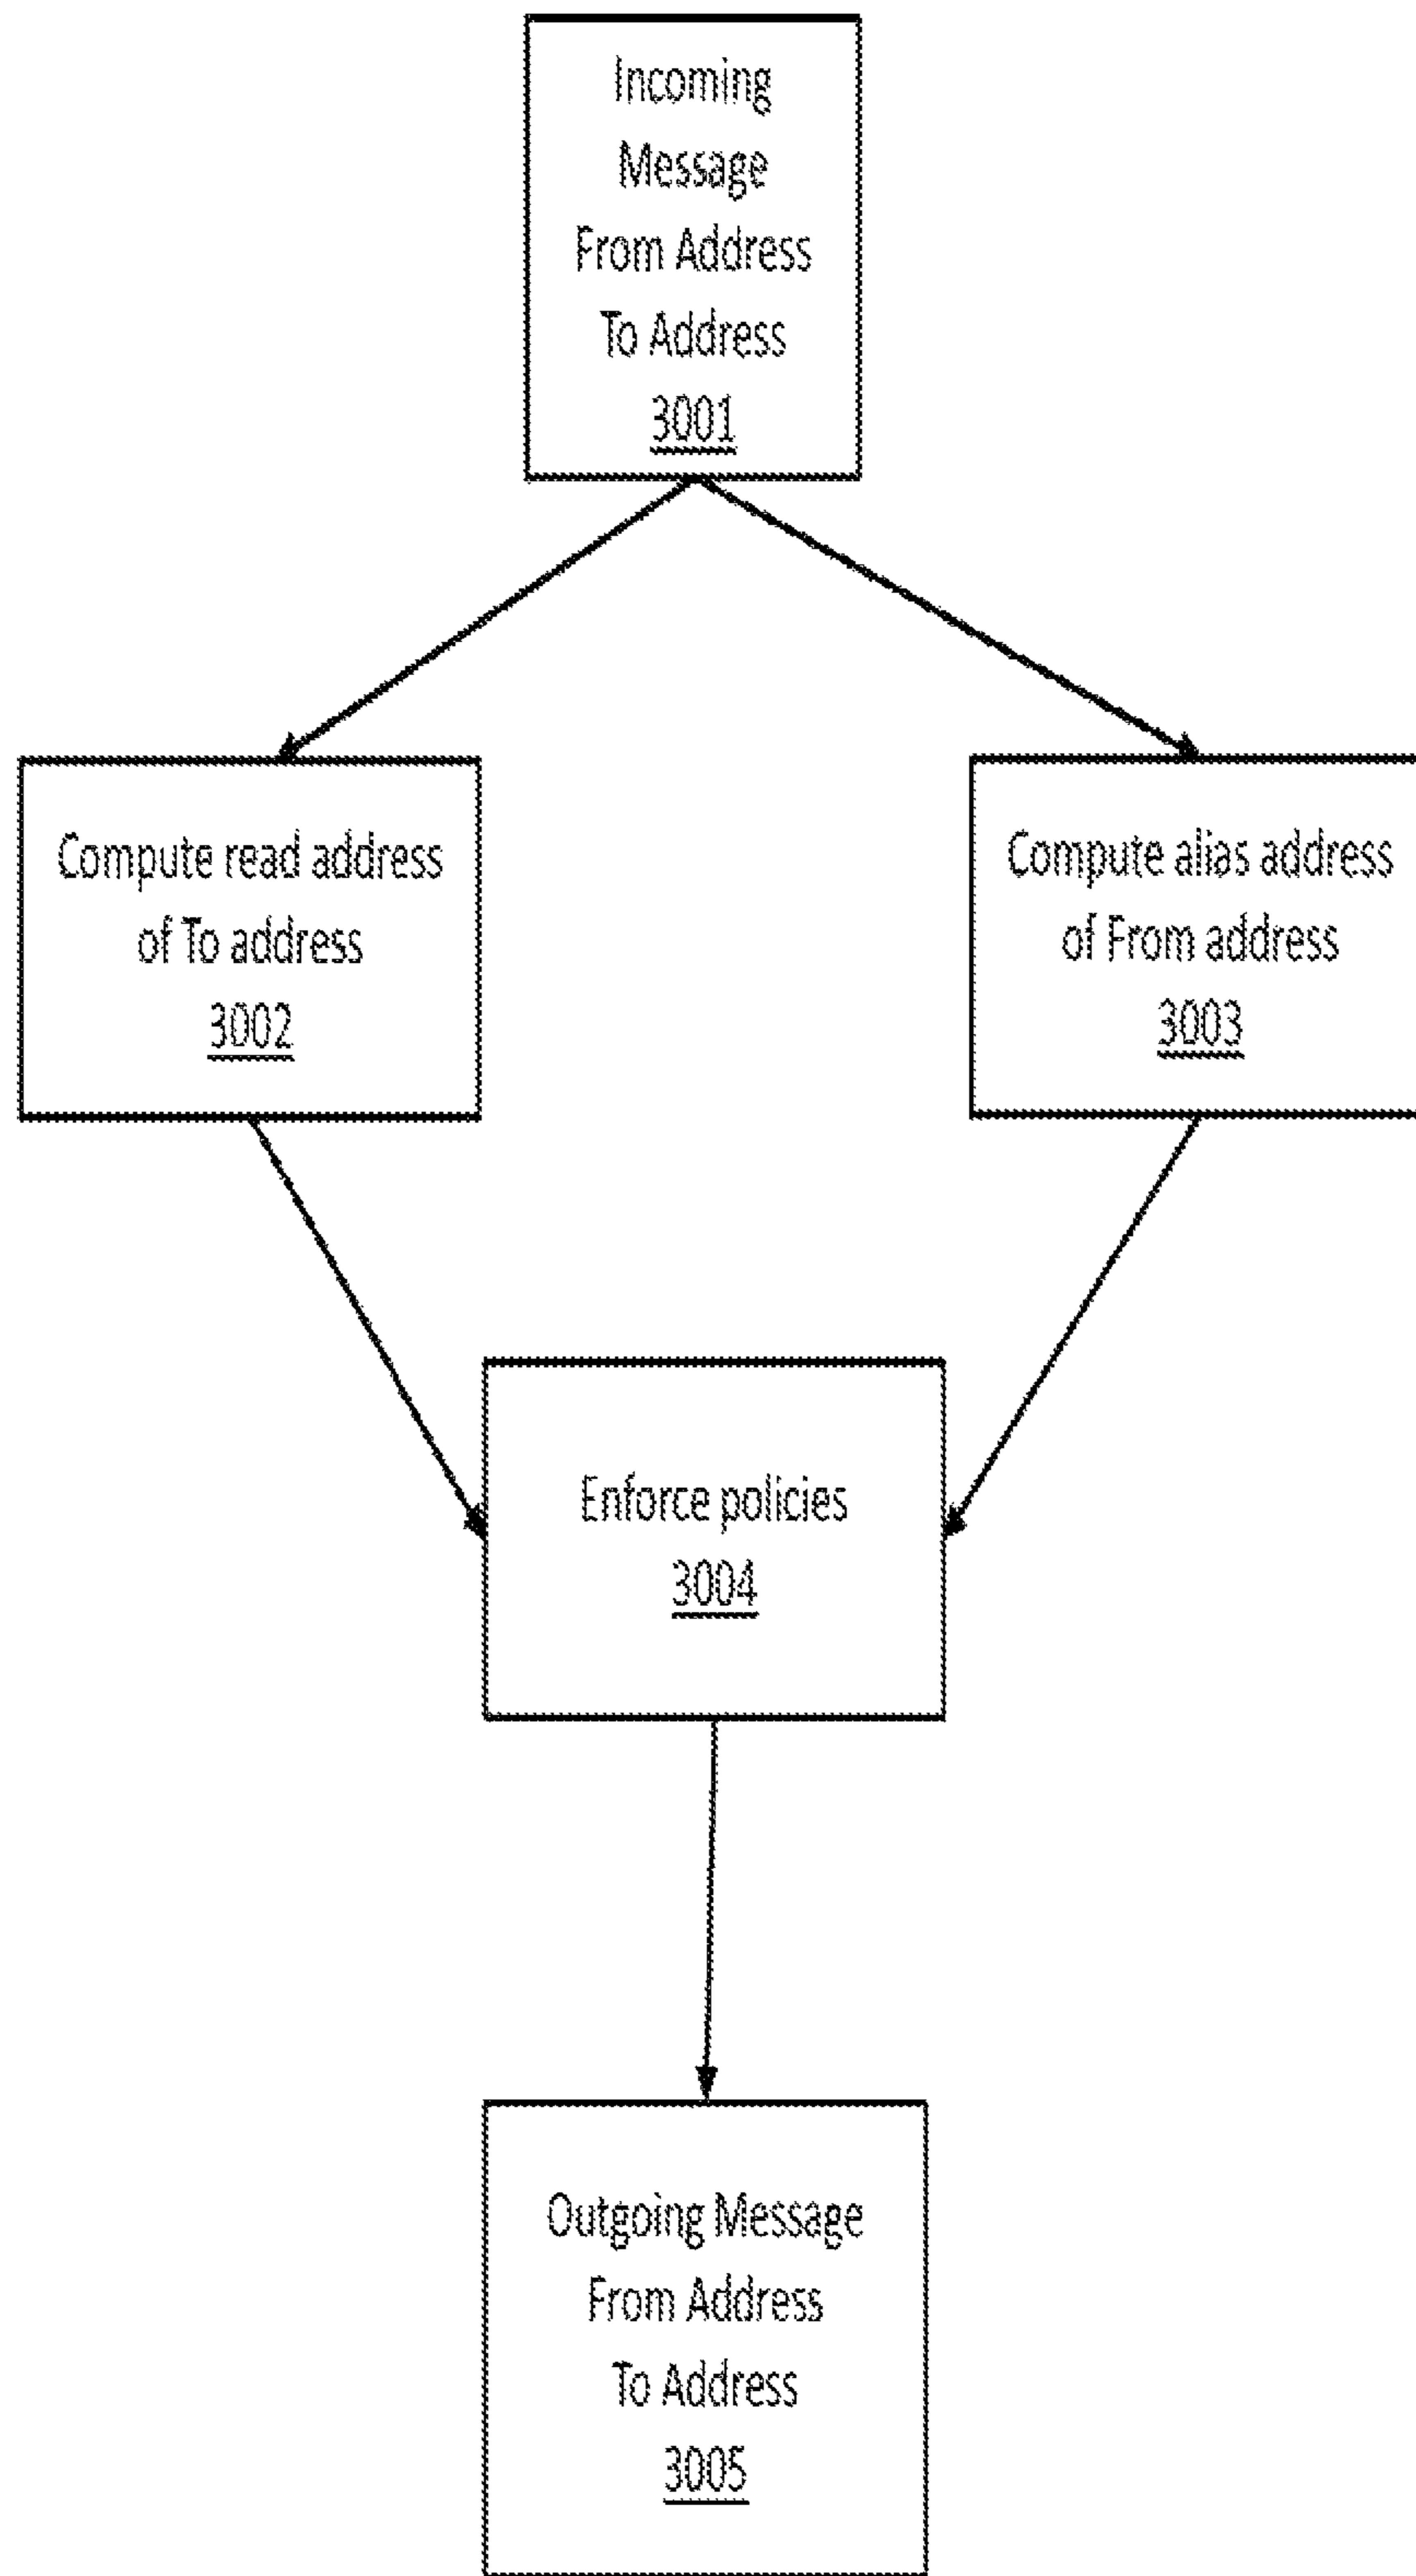 Incoming
Message
From Address
To Address
3001
Compute read address
of To address
3002
Compute alias address
of From address
3003
Enforce policies
3004
Outgoing Message
From Address
To Address
3005